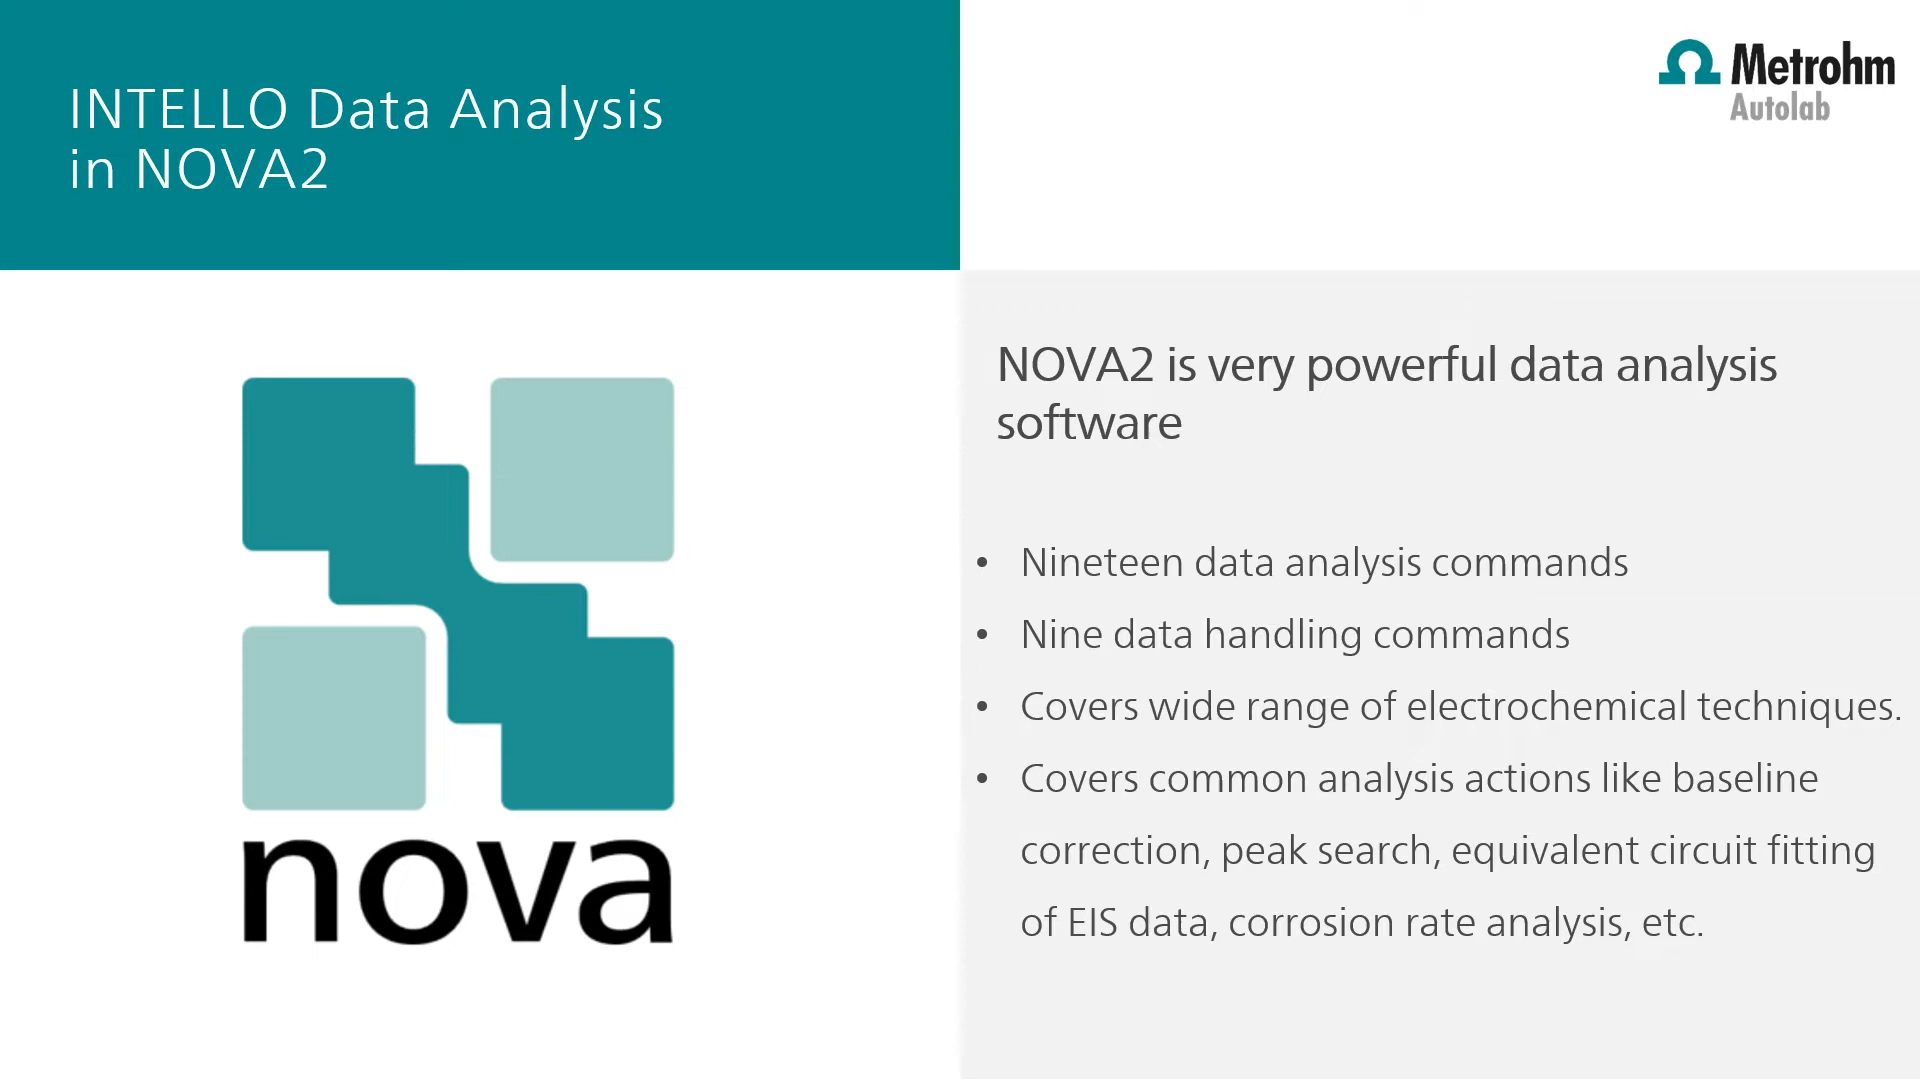 INTELLO Data Analysis
in NOVA2
Metrohm
Autolab
nova
NOVA2 is very powerful data analysis
software
• Nineteen data analysis commands
• Nine data handling commands
• Covers wide range of electrochemical techniques.
• Covers common analysis actions like baseline
correction, peak search, equivalent circuit fitting
of EIS data, corrosion rate analysis, etc.